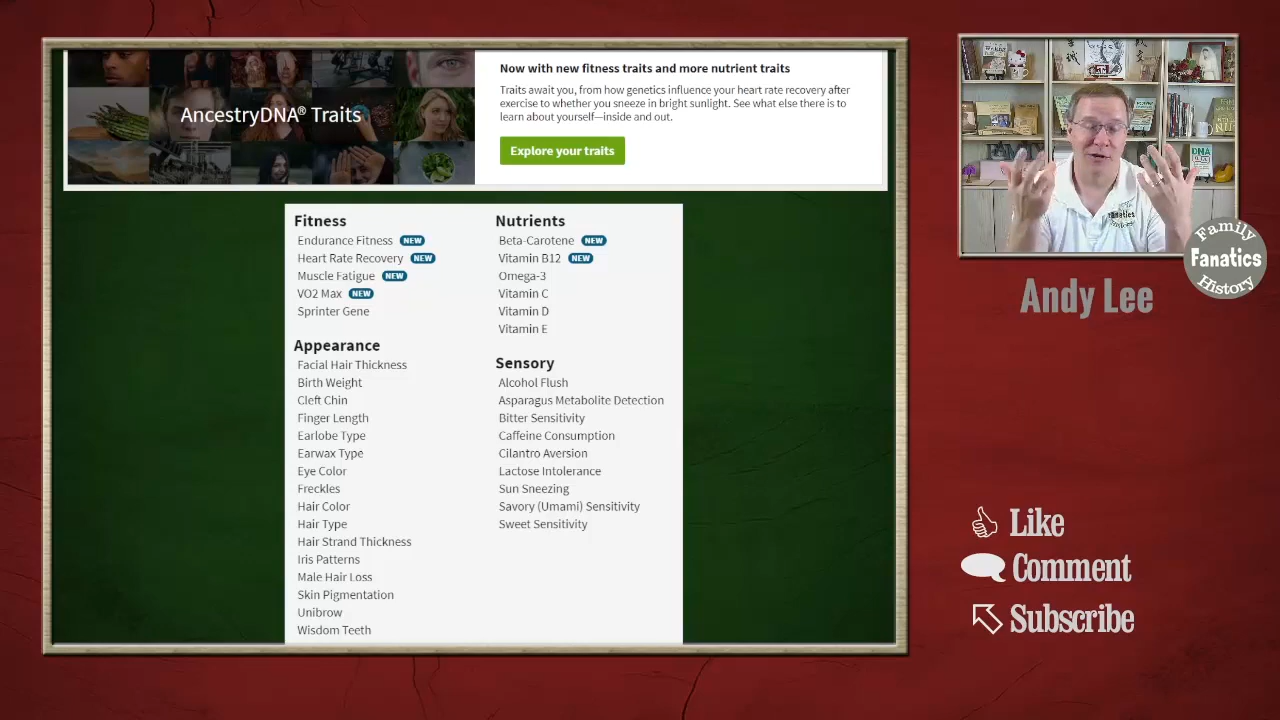 AncestryDNA® Traits
Now with new fitness traits and more nutrient traits
Traits await you, from how genetics influence your heart rate recovery after
exercise to whether you sneeze in bright sunlight. See what else there is to
learn about yourself—inside and out.
Explore your traits
Fitness
Endurance Fitness NEW
Heart Rate Recovery NEW
Muscle Fatigue NEW
VO2 Max NEW
Sprinter Gene
Appearance
Facial Hair Thickness
Birth Weight
Cleft Chin
Finger Length
Earlobe Type
Earwax Type
Eye Color
Freckles
Hair Color
Hair Type
Hair Strand Thickness
Iris Patterns
Male Hair Loss
Skin Pigmentation
Unibrow
Wisdom Teeth
Nutrients
Beta-Carotene NEW
Vitamin B12 NEW
Omega-3
Vitamin C
Vitamin D
Vitamin E
Sensory
Alcohol Flush
Asparagus Metabolite Detection
Bitter Sensitivity
Caffeine Consumption
Cilantro Aversion
Lactose Intolerance
Sun Sneezing
Savory (Umami) Sensitivity
Sweet Sensitivity
DNA
Fanatics
Family
Fanatics
History
Andy Lee
Like
Comment
Subscribe